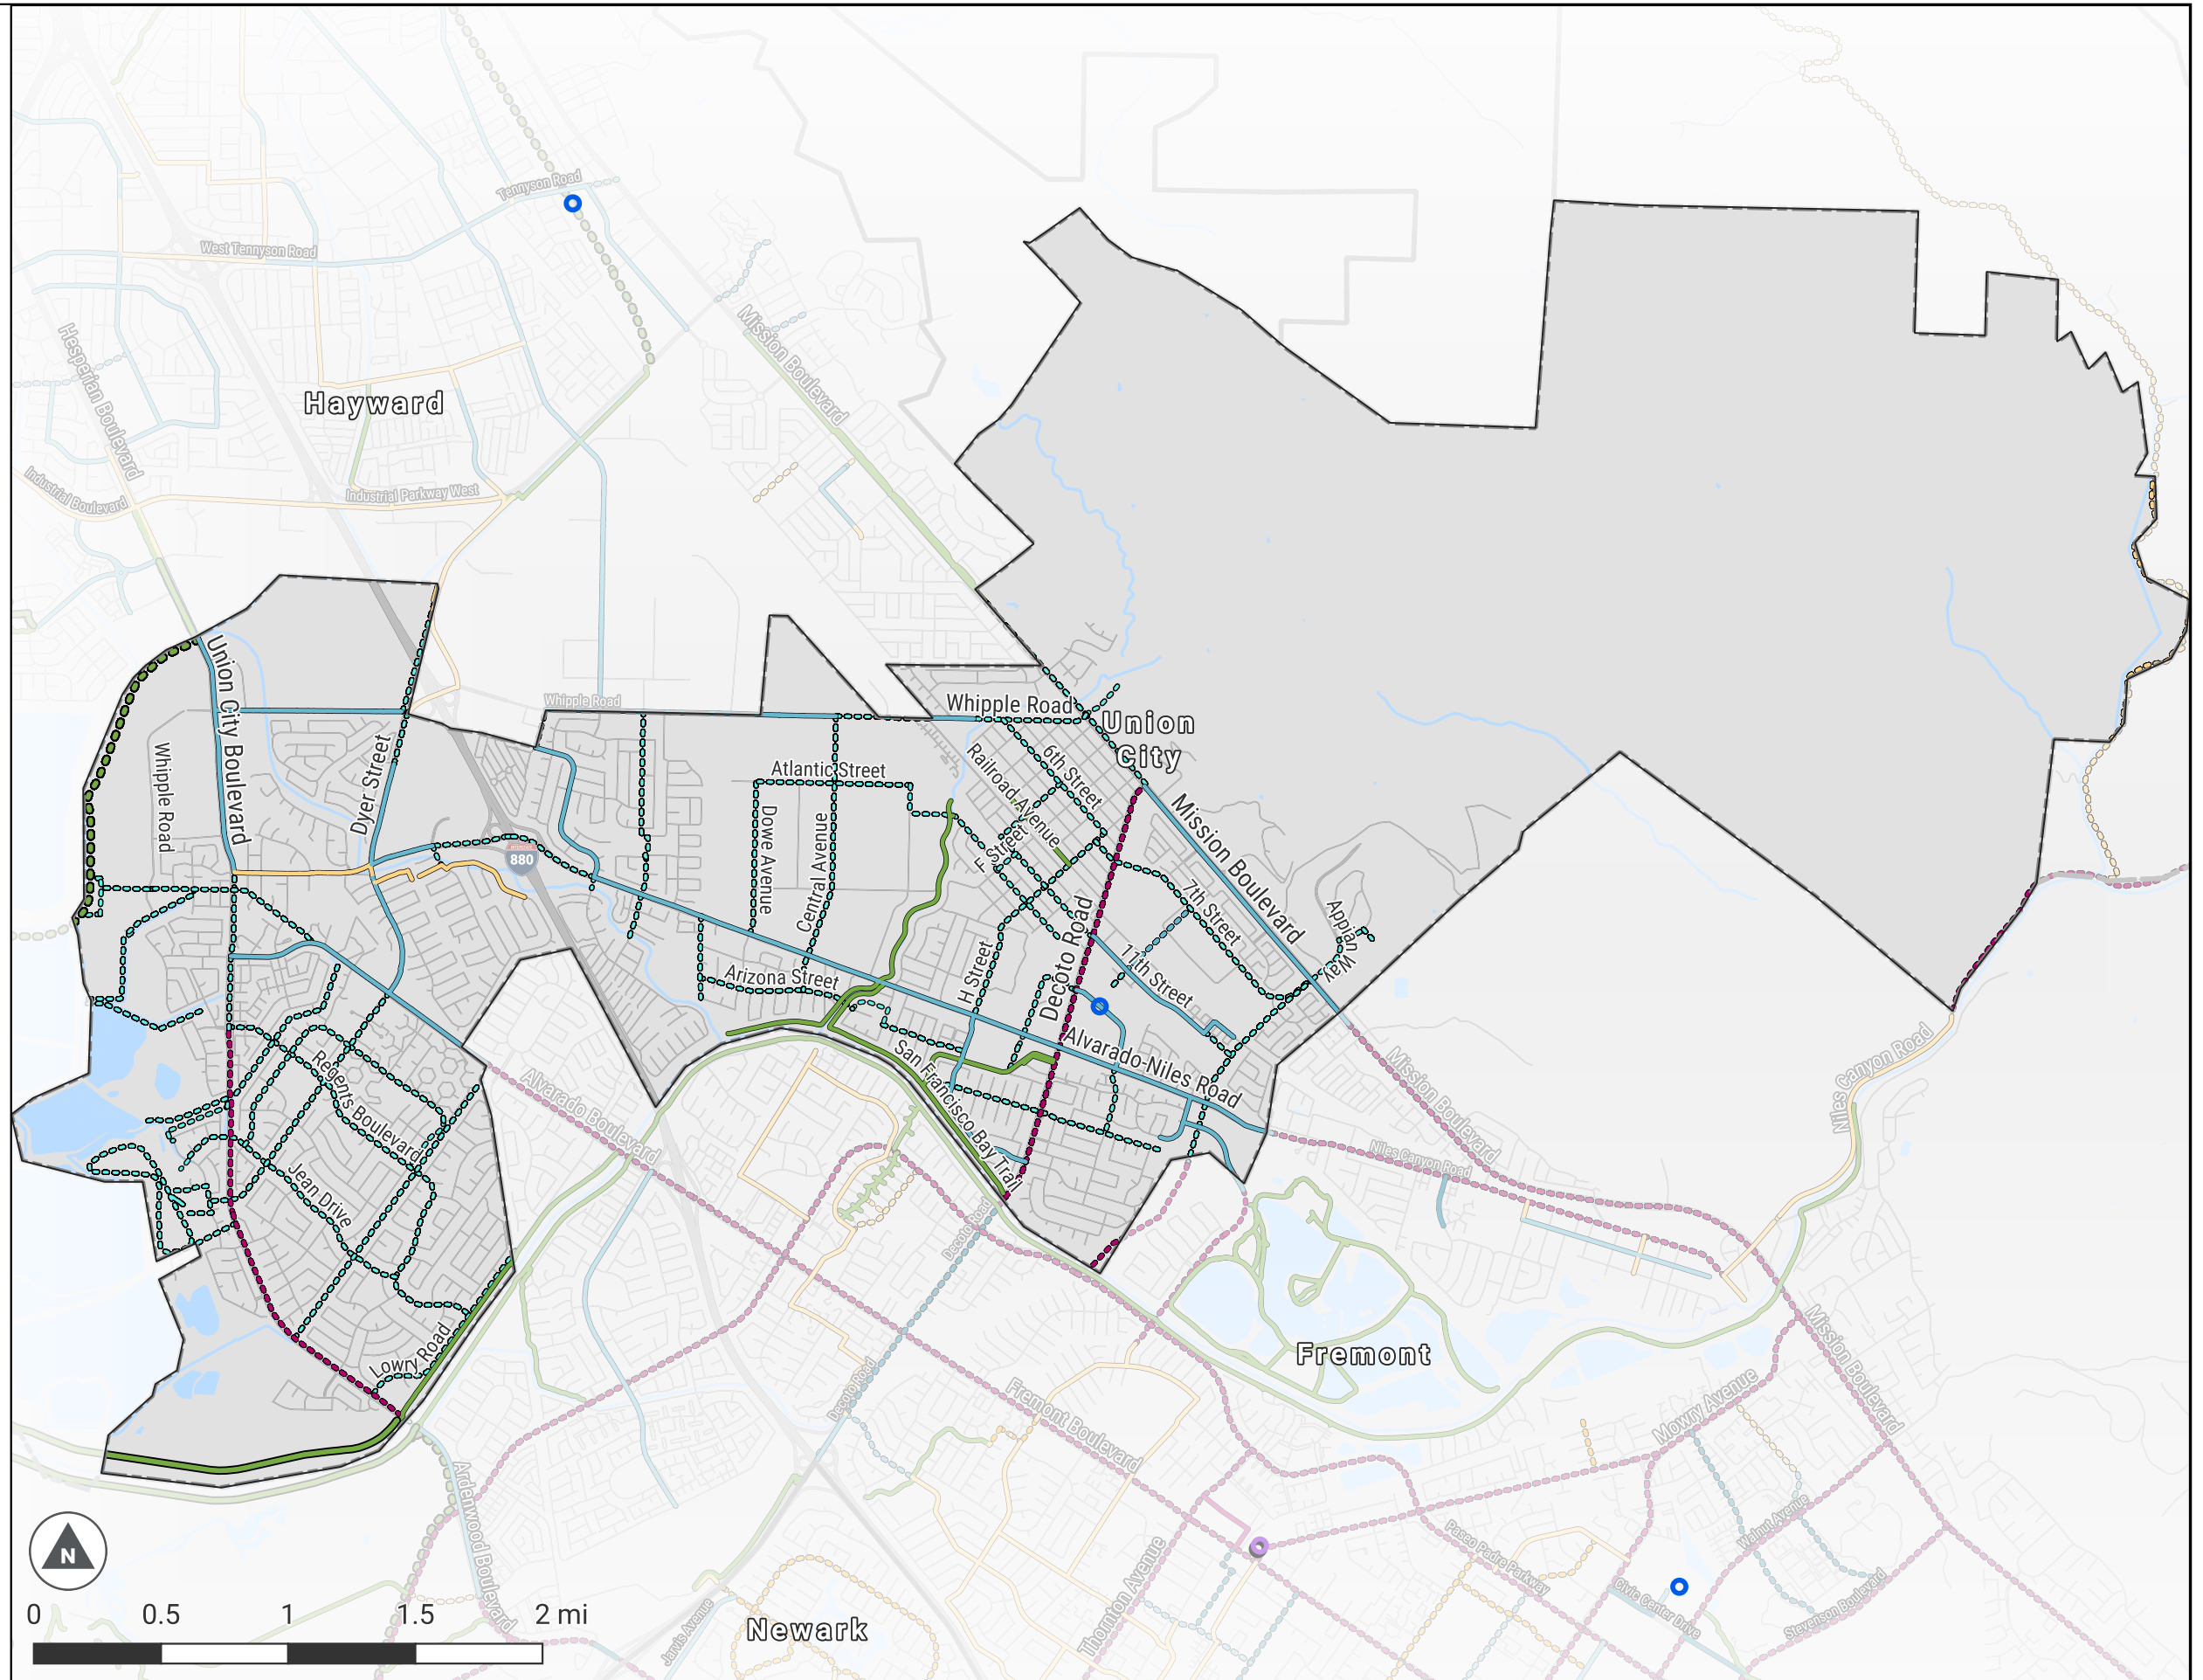 Tennyson Road
West Tennyson Road
Mission Boulevard
Hesperian Boulevard
Hayward
Industrial Boulevard
Industrial Parkway West
Whipple Road
Whipple Road
Union
City
Union City Boulevard
Whipple Road
Dyer Street
880
Atlantic Street
Dowe Avenue
Central Avenue
Railroad Avenue
6th Street
F Street
Mission Boulevard
7th Street
Appian
Way
Arizona Street
H Street
Decoto Road
11th Street
Alvarado-Niles Road
San Francisco Bay Trail
Regents Boulevard
Jean Drive
Lowry Road
Alvarado Boulevard
Mission Boulevard
Niles Canyon Road
Niles Canyon Road
Decoto Road
Decoto Road
Fremont
Fremont Boulevard
Mowry Avenue
Mission Boulevard
Ardenwood Boulevard
Thornton Avenue
Paseo Padre Parkway
Walnut Avenue
Civic Center Drive
Stevenson Boulevard
Jarvis Avenue
Newark
N
0 0.5 1 1.5 2 mi